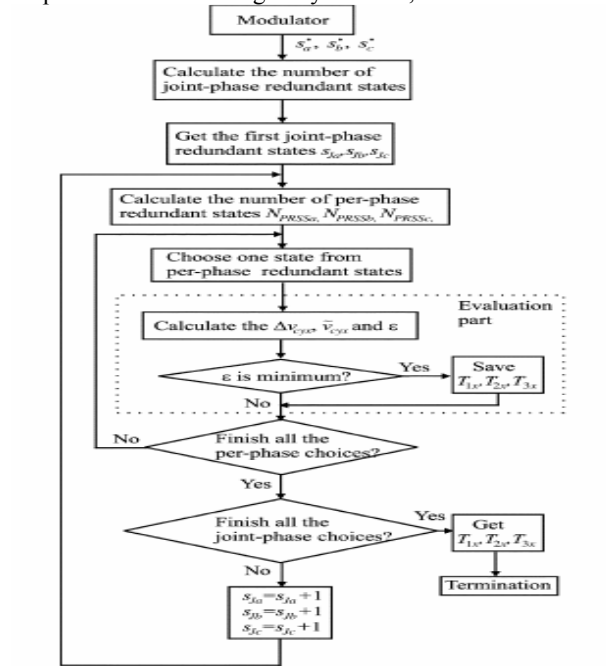 Modulator
s*a, s*b, s*c
Calculate the number of
joint-phase redundant states
Get the first joint-phase
redundant states sJa, sJb, sJc
Calculate the number of per-phase
redundant states NPRSSa, NPRSSb, NPRSSc,
Choose one state from
per-phase redundant states
Evaluation
part
Calculate the Δvcyx, ṽcyx and ε
ε is minimum?
Yes
Save
T1x, T2x, T3x
No
Finish all the
per-phase choices?
No
Yes
Finish all the
joint-phase choices?
Yes
Get
T1x, T2x, T3x
Termination
No
sJa=sJa+1
sJb=sJb+1
sJc=sJc+1